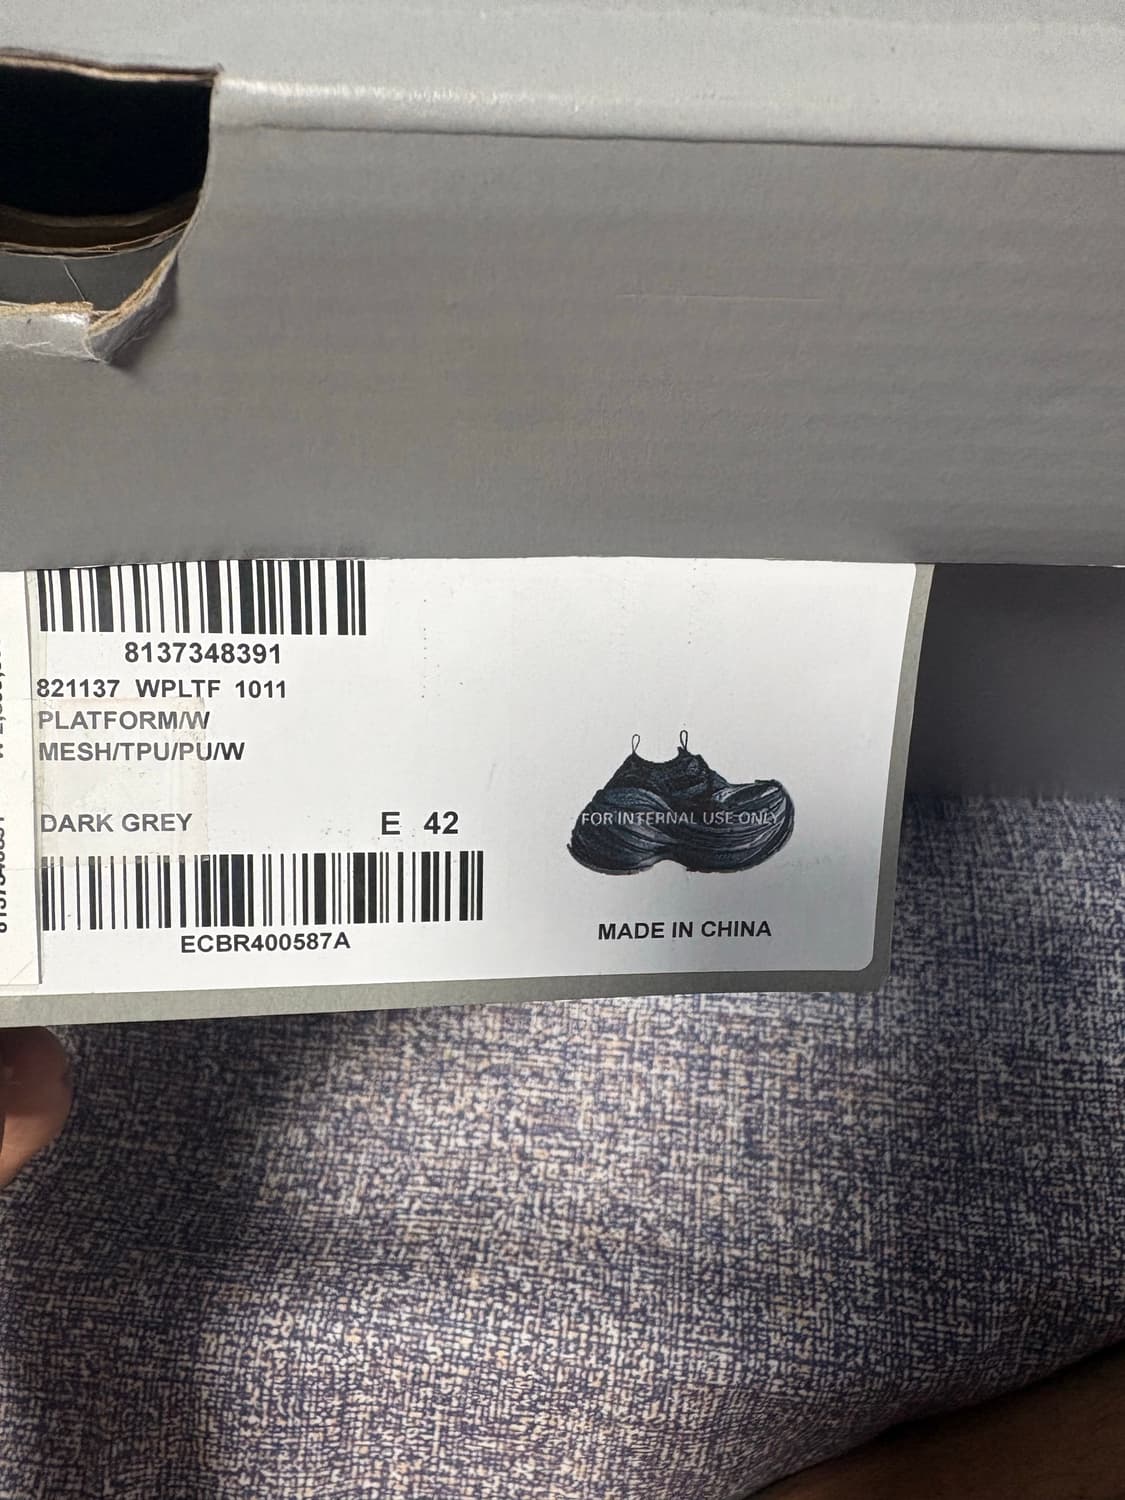 8137348391
821137 WPLTF 1011
PLATFORM/W
MESH/TPU/PU/W
DARK GREY E 42
FOR INTERNAL USE ONLY
ECBR400587A
MADE IN CHINA